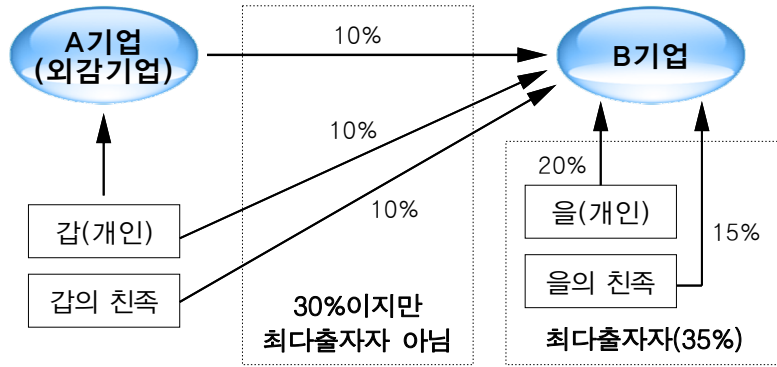 A기업
(외감기업)
10%
B기업
10%
10%
갑(개인)
갑의 친족
30%이지만
최다출자자 아님
20%
을(개인)
15%
을의 친족
최다출자자(35%)